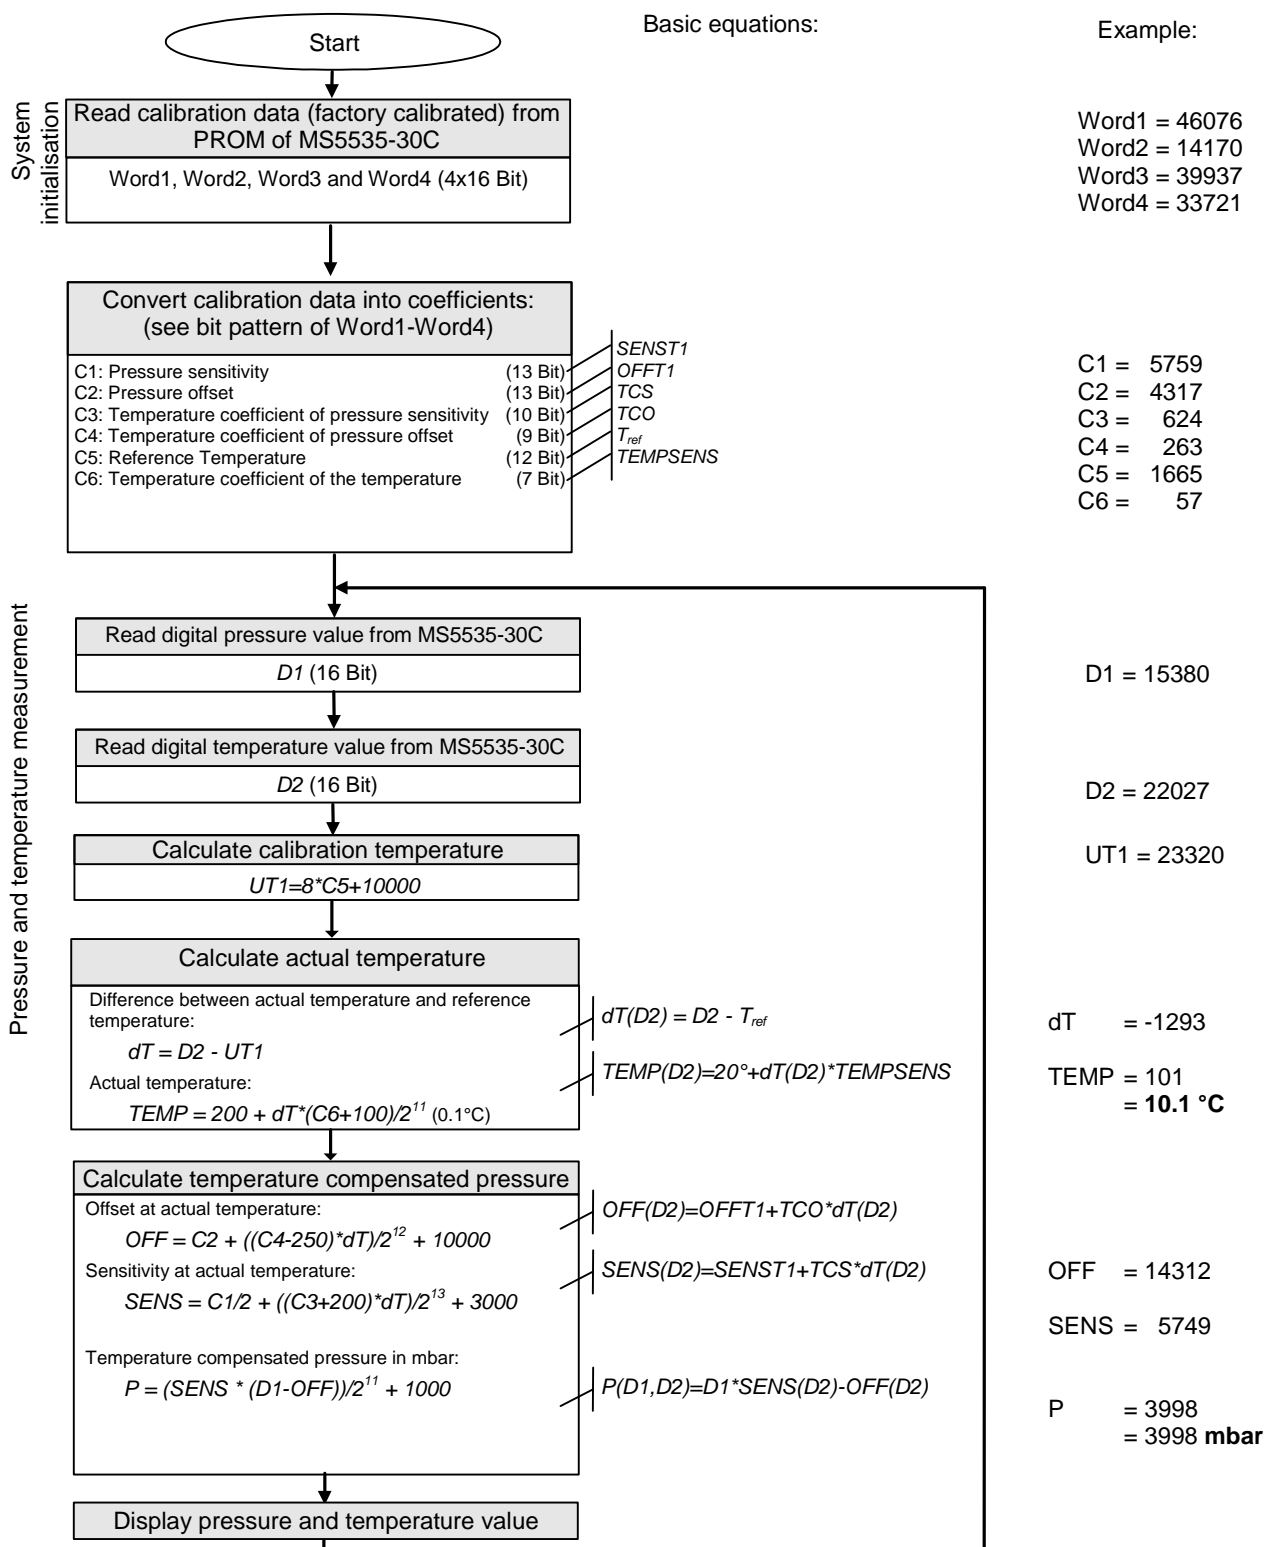 Start
Basic equations:
Example:
System
initialisation
Read calibration data (factory calibrated) from
PROM of MS5535-30C
Word1, Word2, Word3 and Word4 (4x16 Bit)
Word1 = 46076
Word2 = 14170
Word3 = 39937
Word4 = 33721
Convert calibration data into coefficients:
(see bit pattern of Word1-Word4)
C1: Pressure sensitivity (13 Bit)
C2: Pressure offset (13 Bit)
C3: Temperature coefficient of pressure sensitivity (10 Bit)
C4: Temperature coefficient of pressure offset (9 Bit)
C5: Reference Temperature (12 Bit)
C6: Temperature coefficient of the temperature (7 Bit)
SENST1
OFFT1
TCS
TCO
Tref
TEMPSENS
C1 = 5759
C2 = 4317
C3 = 624
C4 = 263
C5 = 1665
C6 = 57
Pressure and temperature measurement
Read digital pressure value from MS5535-30C
D1 (16 Bit)
D1 = 15380
Read digital temperature value from MS5535-30C
D2 (16 Bit)
D2 = 22027
Calculate calibration temperature
UT1=8*C5+10000
UT1 = 23320
Calculate actual temperature
Difference between actual temperature and reference
temperature:
dT = D2 - UT1
dT(D2) = D2 - Tref
dT = -1293
Actual temperature:
TEMP = 200 + dT*(C6+100)/2¹¹ (0.1°C)
TEMP(D2)=20°+dT(D2)*TEMPSENS
TEMP = 101
= 10.1 °C
Calculate temperature compensated pressure
Offset at actual temperature:
OFF = C2 + ((C4-250)*dT)/2¹² + 10000
OFF(D2)=OFFT1+TCO*dT(D2)
OFF = 14312
Sensitivity at actual temperature:
SENS = C1/2 + ((C3+200)*dT)/2¹³ + 3000
SENS(D2)=SENST1+TCS*dT(D2)
SENS = 5749
Temperature compensated pressure in mbar:
P = (SENS * (D1-OFF))/2¹¹ + 1000
P(D1,D2)=D1*SENS(D2)-OFF(D2)
P = 3998
= 3998 mbar
Display pressure and temperature value